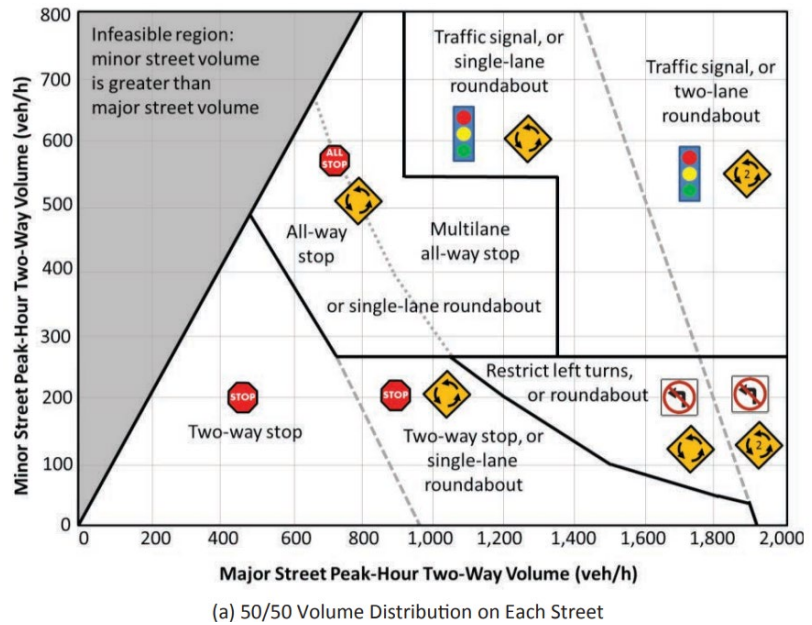 800
700
600
500
400
300
200
100
0
Minor Street Peak-Hour Two-Way Volume (veh/h)
Infeasible region:
minor street volume
is greater than
major street volume
Traffic signal, or
single-lane
roundabout
Traffic signal, or
two-lane
roundabout
2
ALL
STOP
All-way
stop
Multilane
all-way stop
or single-lane roundabout
STOP
Two-way stop
STOP
Two-way stop, or
single-lane
roundabout
Restrict left turns,
or roundabout
2
0
200
400
600
800
1,000
1,200
1,400
1,600
1,800
2,000
Major Street Peak-Hour Two-Way Volume (veh/h)
(a) 50/50 Volume Distribution on Each Street